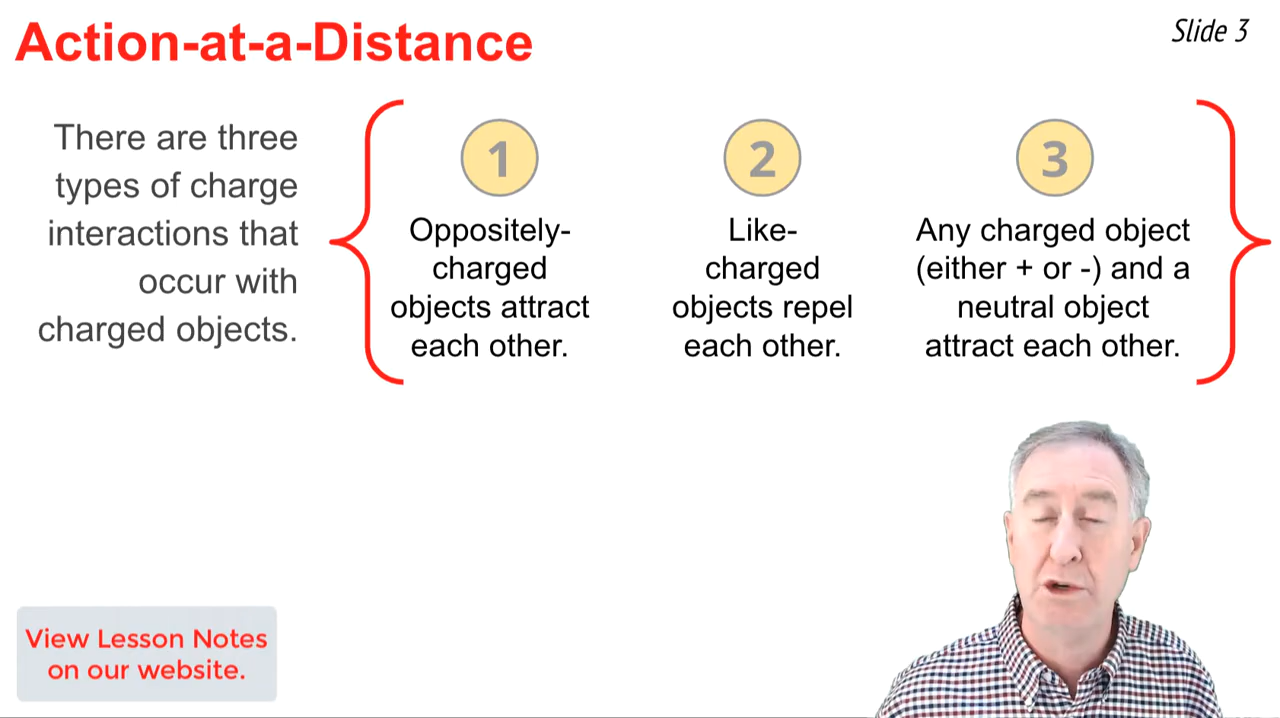 Action-at-a-Distance
Slide 3
There are three
types of charge
interactions that
occur with
charged objects.
1
Oppositely-
charged
objects attract
each other.
2
Like-
charged
objects repel
each other.
3
Any charged object
(either + or -) and a
neutral object
attract each other.
View Lesson Notes
on our website.